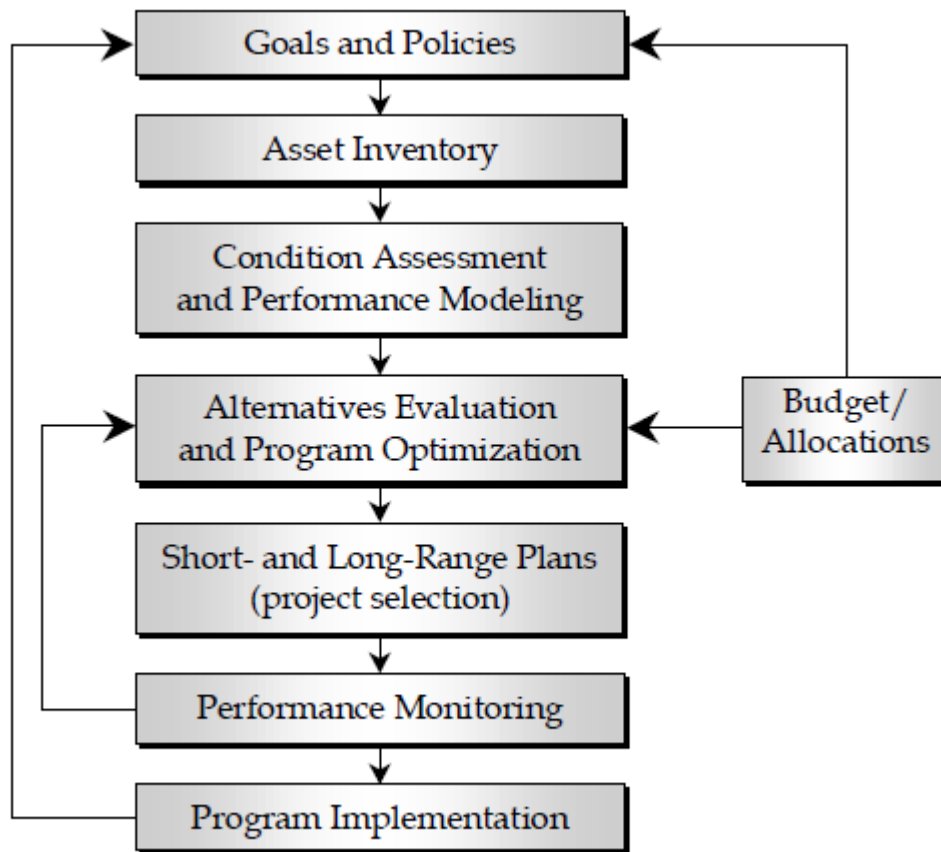 Goals and Policies
Asset Inventory
Condition Assessment
and Performance Modeling
Alternatives Evaluation
and Program Optimization
Budget/
Allocations
Short- and Long-Range Plans
(project selection)
Performance Monitoring
Program Implementation